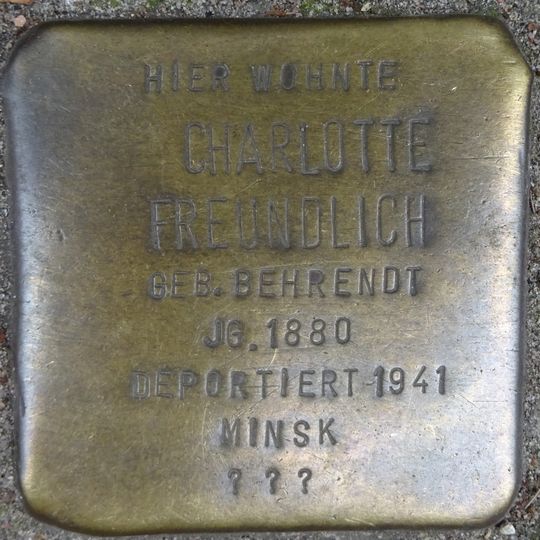 HIER WOHNTE
CHARLOTTE
FREUNDLICH
GEB. BEHRENDT
JG. 1880
DEPORTIERT 1941
MINSK
? ? ?